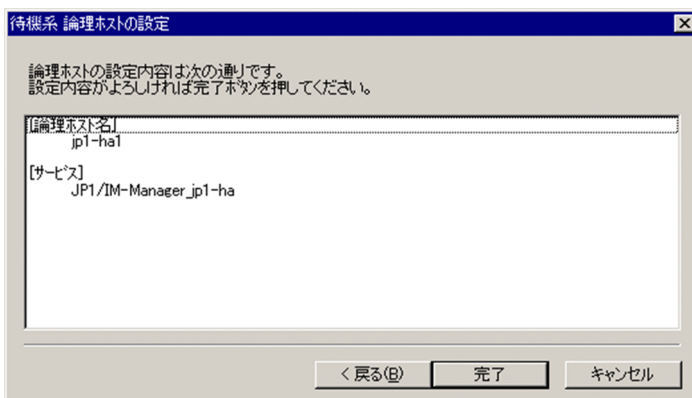 待機系 論理ホストの設定
論理ホストの設定内容は次の通りです。
設定内容がよろしければ完了ボタンを押してください。
[論理ホスト名]
jp1-ha1
[サービス]
JP1/IM-Manager_jp1-ha
< 戻る(B)
完了
キャンセル